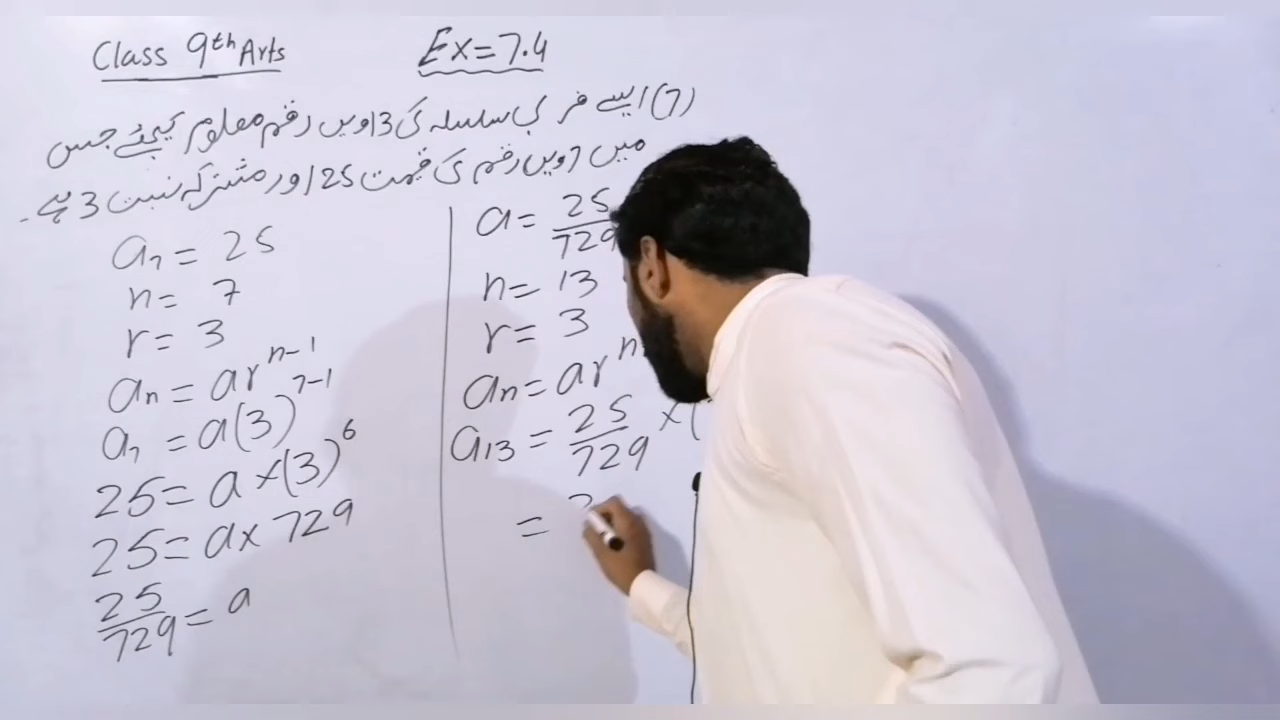 Class 9th Arts
Ex=7.4
(7) ایسے ضربی سلسلہ کی 13ویں رقم معلوم کیجئے جس
میں 7ویں رقم کی قیمت 25 اور مشترکہ نسبت 3 ہے۔
a₇ = 25
n = 7
r = 3
aₙ = ar^(n-1)
a₇ = a(3)^(7-1)
25 = a×(3)^6
25 = a×729
25/729 = a
a = 25/729
n = 13
r = 3
aₙ = ar^n
a₁₃ = 25/729 × (
=